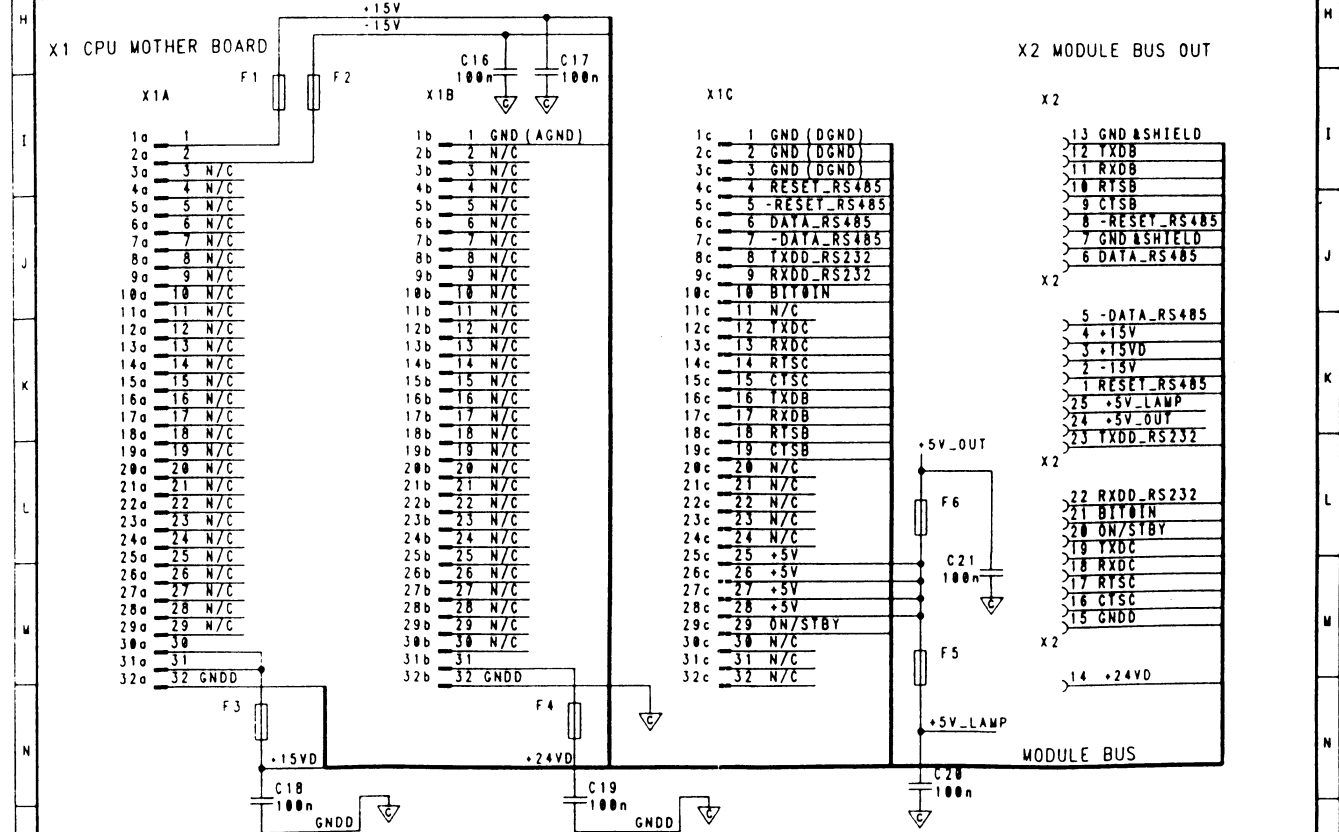 +15V
-15V
X1 CPU MOTHER BOARD
X2 MODULE BUS OUT
H
H
F1
F2
C16
100n
C17
100n
C
C
X1A
X1B
X1C
X2
I
I
1a 1
2a 2
3a 3 N/C
4a 4 N/C
5a 5 N/C
6a 6 N/C
7a 7 N/C
8a 8 N/C
9a 9 N/C
10a 10 N/C
11a 11 N/C
12a 12 N/C
13a 13 N/C
14a 14 N/C
15a 15 N/C
16a 16 N/C
17a 17 N/C
18a 18 N/C
19a 19 N/C
20a 20 N/C
21a 21 N/C
22a 22 N/C
23a 23 N/C
24a 24 N/C
25a 25 N/C
26a 26 N/C
27a 27 N/C
28a 28 N/C
29a 29 N/C
30a 30
31a 31
32a 32 GNDD
1b 1 GND (AGND)
2b 2 N/C
3b 3 N/C
4b 4 N/C
5b 5 N/C
6b 6 N/C
7b 7 N/C
8b 8 N/C
9b 9 N/C
10b 10 N/C
11b 11 N/C
12b 12 N/C
13b 13 N/C
14b 14 N/C
15b 15 N/C
16b 16 N/C
17b 17 N/C
18b 18 N/C
19b 19 N/C
20b 20 N/C
21b 21 N/C
22b 22 N/C
23b 23 N/C
24b 24 N/C
25b 25 N/C
26b 26 N/C
27b 27 N/C
28b 28 N/C
29b 29 N/C
30b 30 N/C
31b 31
32b 32 GNDD
1c 1 GND (DGND)
2c 2 GND (DGND)
3c 3 GND (DGND)
4c 4 RESET_RS485
5c 5 -RESET_RS485
6c 6 DATA_RS485
7c 7 -DATA_RS485
8c 8 TXDD_RS232
9c 9 RXDD_RS232
10c 10 BIT0IN
11c 11 N/C
12c 12 TXDC
13c 13 RXDC
14c 14 RTSC
15c 15 CTSC
16c 16 TXDB
17c 17 RXDB
18c 18 RTSB
19c 19 CTSB
20c 20 N/C
21c 21 N/C
22c 22 N/C
23c 23 N/C
24c 24 N/C
25c 25 +5V
26c 26 +5V
27c 27 +5V
28c 28 +5V
29c 29 ON/STBY
30c 30 N/C
31c 31 N/C
32c 32 N/C
13 GND &SHIELD
12 TXDB
11 RXDB
10 RTSB
9 CTSB
8 -RESET_RS485
7 GND &SHIELD
6 DATA_RS485
X2
5 -DATA_RS485
4 +15V
3 +15VD
2 -15V
1 RESET_RS485
25 +5V_LAMP
24 +5V_OUT
23 TXDD_RS232
X2
22 RXDD_RS232
21 BIT0IN
20 ON/STBY
19 TXDC
18 RXDC
17 RTSC
16 CTSC
15 GNDD
X2
14 +24VD
J
J
K
K
L
L
M
M
N
N
+5V_OUT
F6
C21
100n
C
F5
+5V_LAMP
C20
100n
C
MODULE BUS
F3
+15VD
C18
100n
GNDD
C
F4
C
+24VD
C19
100n
GNDD
C